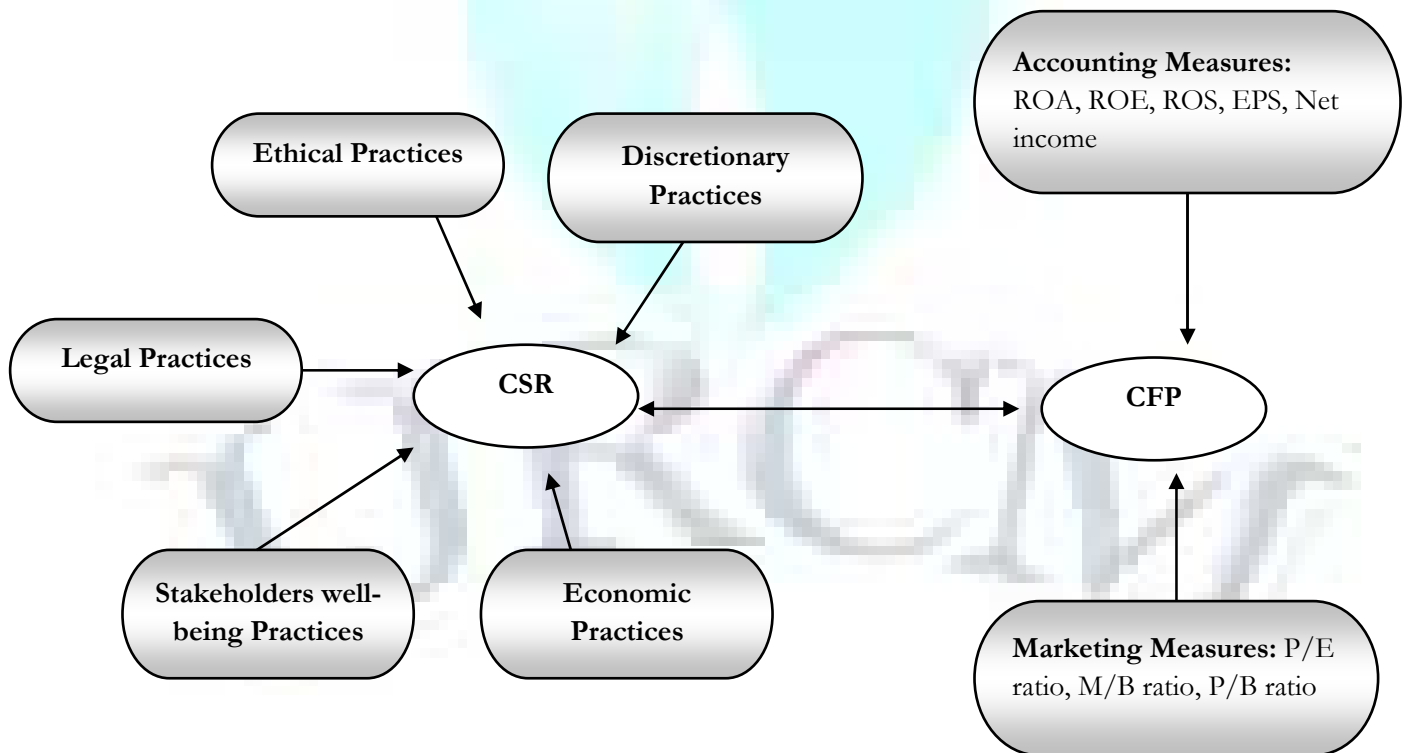 Accounting Measures:
ROA, ROE, ROS, EPS, Net
income
Ethical Practices
Discretionary
Practices
Legal Practices
CSR
CFP
Stakeholders well-
being Practices
Economic
Practices
Marketing Measures: P/E
ratio, M/B ratio, P/B ratio